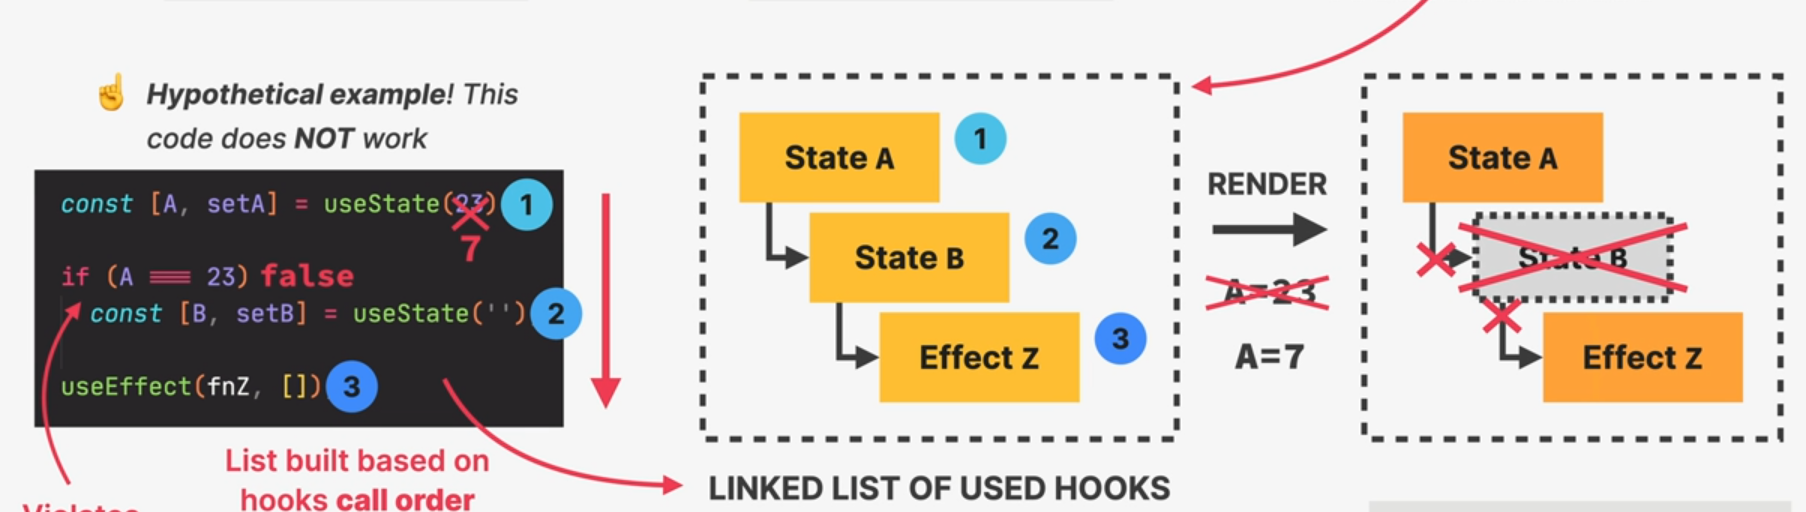 ☝️ Hypothetical example! This
code does NOT work
const [A, setA] = useState(23) 1
7
if (A === 23) false
const [B, setB] = useState('') 2
useEffect(fnZ, []) 3
List built based on
hooks call order
Violates
State A 1
State B 2
Effect Z 3
LINKED LIST OF USED HOOKS
RENDER
A=23
A=7
State A
State B
Effect Z